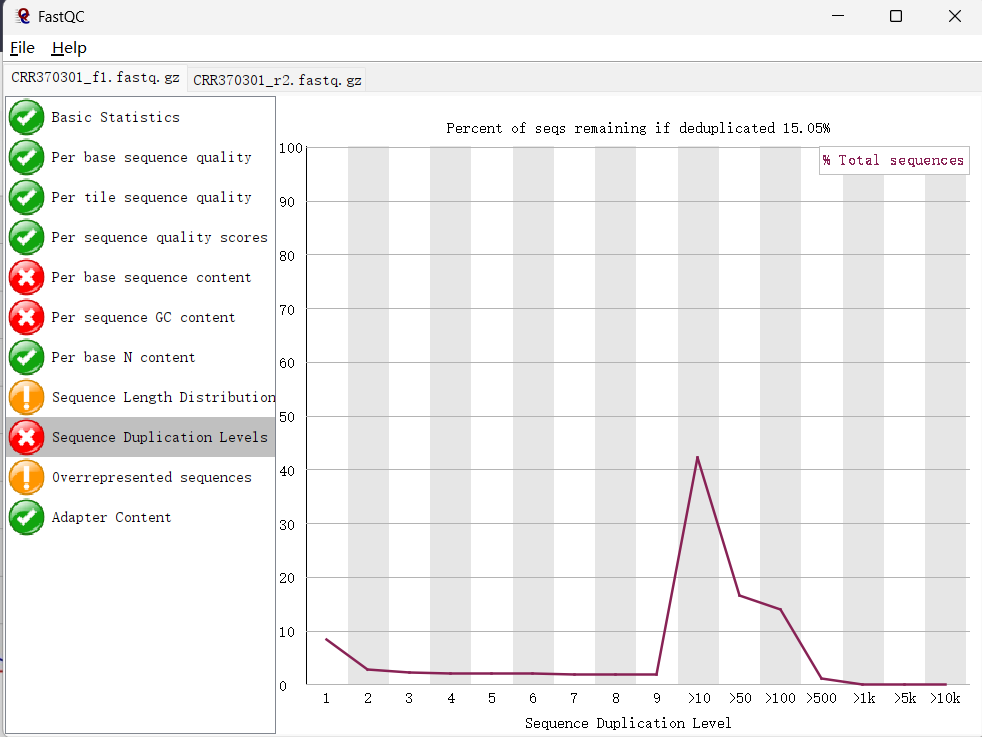 FastQC
File Help
CRR370301_f1.fastq.gz CRR370301_r2.fastq.gz
Basic Statistics
Per base sequence quality
Per tile sequence quality
Per sequence quality scores
Per base sequence content
Per sequence GC content
Per base N content
Sequence Length Distribution
Sequence Duplication Levels
Overrepresented sequences
Adapter Content
Percent of seqs remaining if deduplicated 15.05%
% Total sequences
100
90
80
70
60
50
40
30
20
10
0
1 2 3 4 5 6 7 8 9 >10 >50 >100 >500 >1k >5k >10k
Sequence Duplication Level